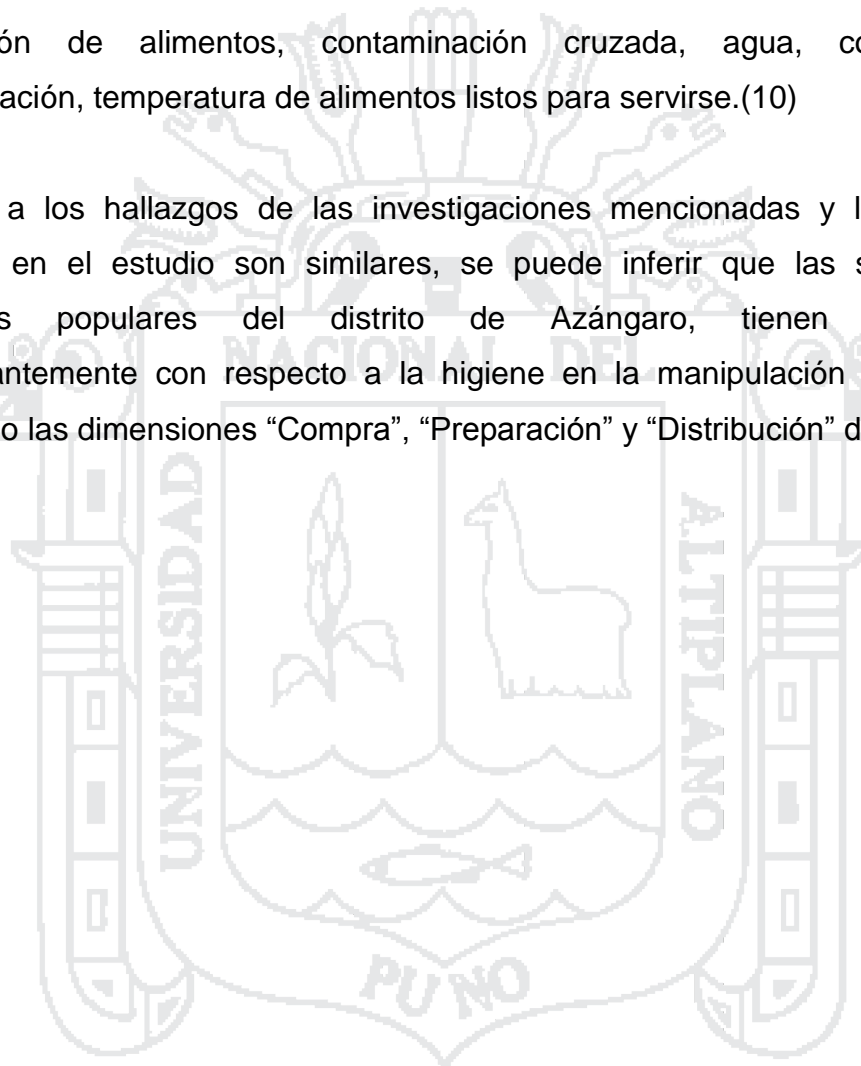 ón de alimentos, contaminación cruzada, agua, co
ación, temperatura de alimentos listos para servirse.(10)
a los hallazgos de las investigaciones mencionadas y l
en el estudio son similares, se puede inferir que las s
s populares del distrito de Azángaro, tienen
antemente con respecto a la higiene en la manipulación
o las dimensiones “Compra”, “Preparación” y “Distribución” d
UNIVERSIDAD
NACIONAL DEL
ALTIPLANO
PUNO